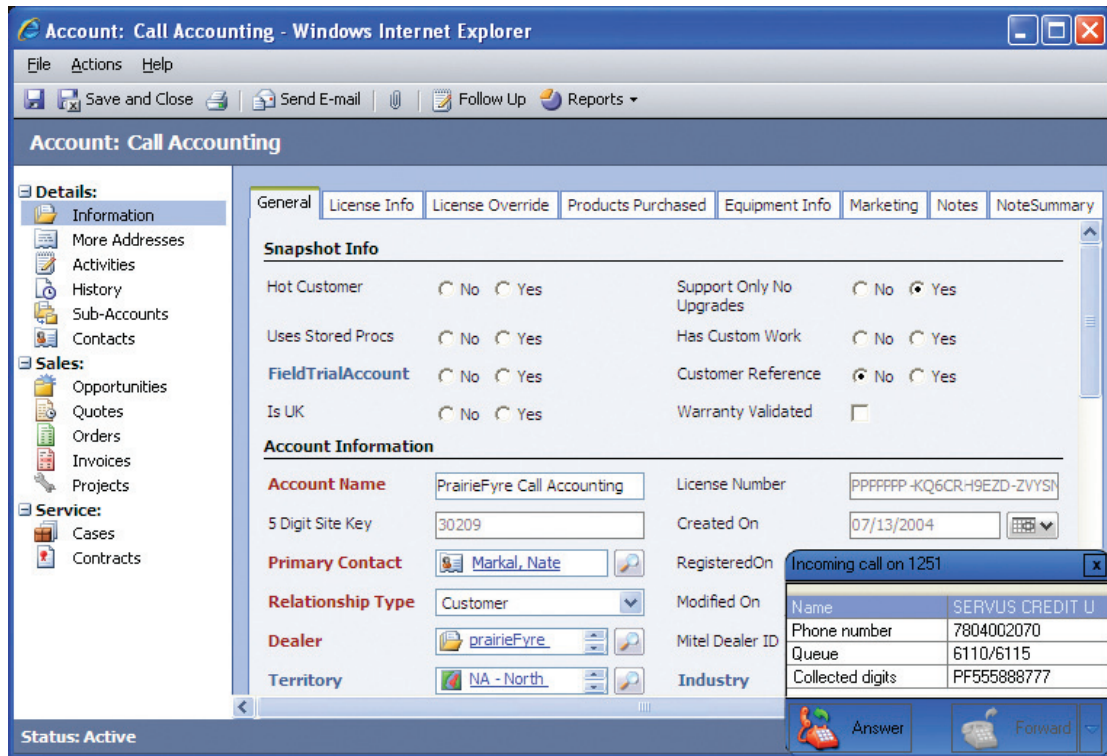 Account: Call Accounting - Windows Internet Explorer
File Actions Help
Save and Close Send E-mail Follow Up Reports
Account: Call Accounting
Details:
Information
More Addresses
Activities
History
Sub-Accounts
Contacts
Sales:
Opportunities
Quotes
Orders
Invoices
Projects
Service:
Cases
Contracts
General License Info License Override Products Purchased Equipment Info Marketing Notes NoteSummary
Snapshot Info
Hot Customer No Yes Support Only No Upgrades No Yes
Uses Stored Procs No Yes Has Custom Work No Yes
FieldTrialAccount No Yes Customer Reference No Yes
Is UK No Yes Warranty Validated
Account Information
Account Name PrairieFyre Call Accounting License Number PPPPPPP-KQ6CRH9EZD-ZVYSN
5 Digit Site Key 30209 Created On 07/13/2004
Primary Contact Markal, Nate RegisteredOn
Relationship Type Customer Modified On
Dealer prairieFyre Mitel Dealer ID
Territory NA - North Industry
Incoming call on 1251 x
Name SERVUS CREDIT U
Phone number 7804002070
Queue 6110/6115
Collected digits PF555888777
Answer Forward
Status: Active